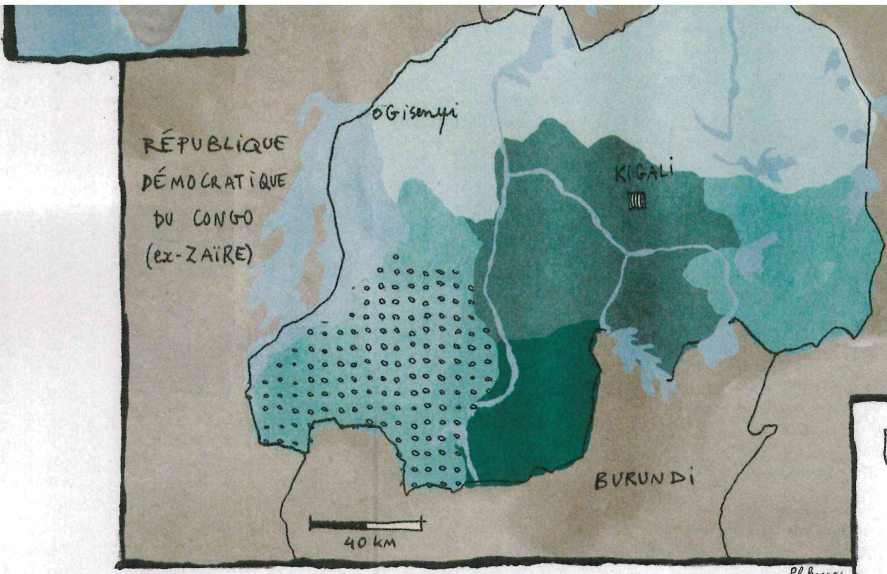 Gisenyi
RÉPUBLIQUE
DÉMOCRATIQUE
DU CONGO
(ex-ZAÏRE)
KIGALI
BURUNDI
40 KM